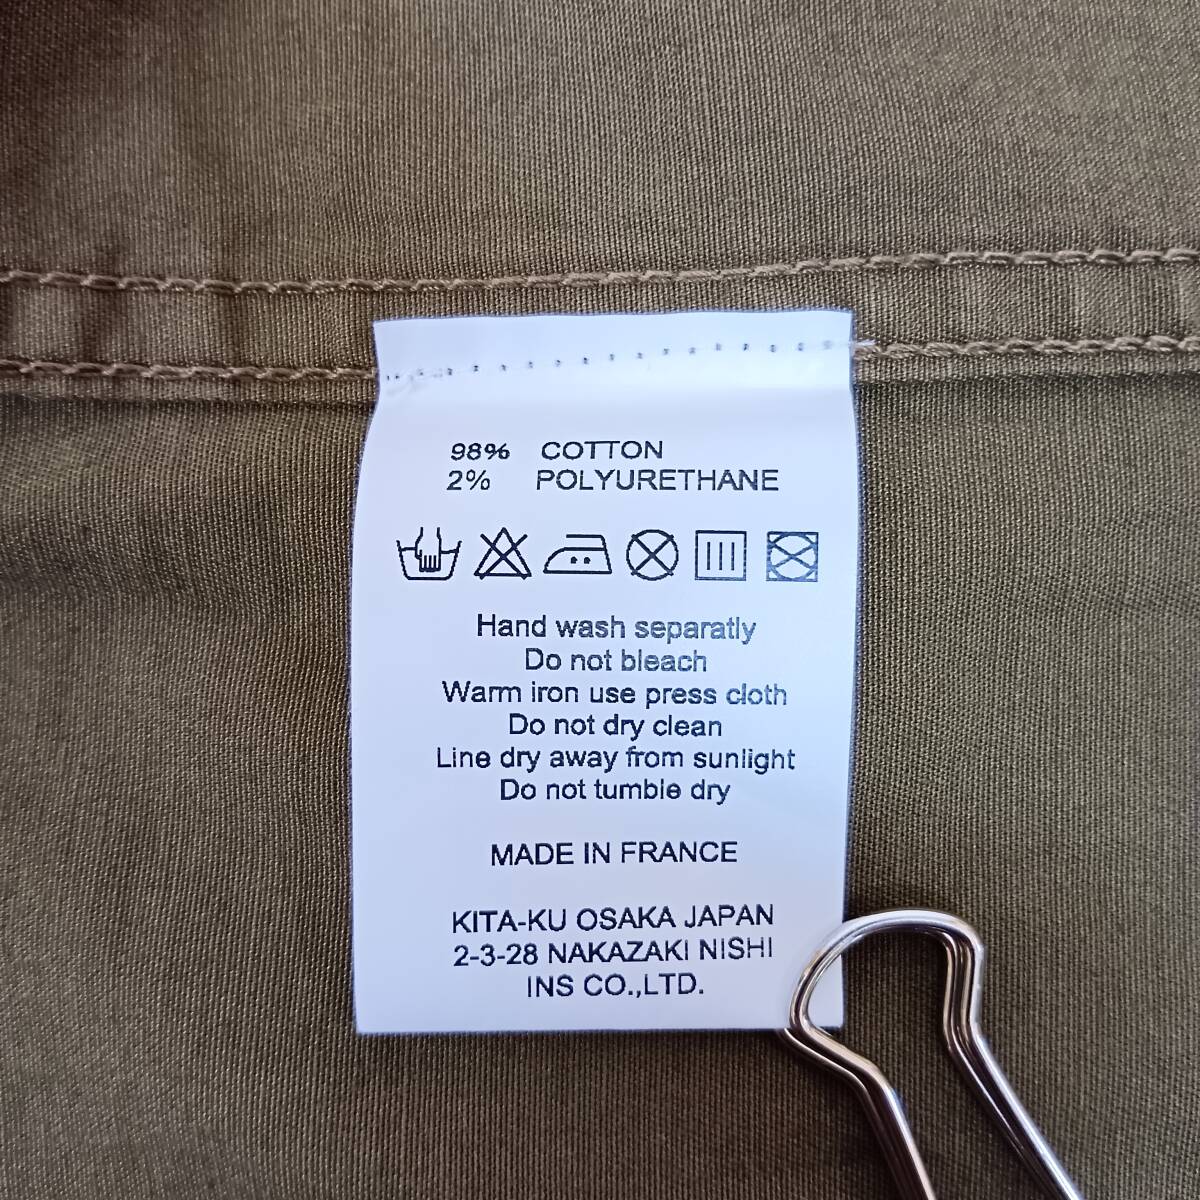 98% COTTON
2% POLYURETHANE
Hand wash separatly
Do not bleach
Warm iron use press cloth
Do not dry clean
Line dry away from sunlight
Do not tumble dry
MADE IN FRANCE
KITA-KU OSAKA JAPAN
2-3-28 NAKAZAKI NISHI
INS CO.,LTD.